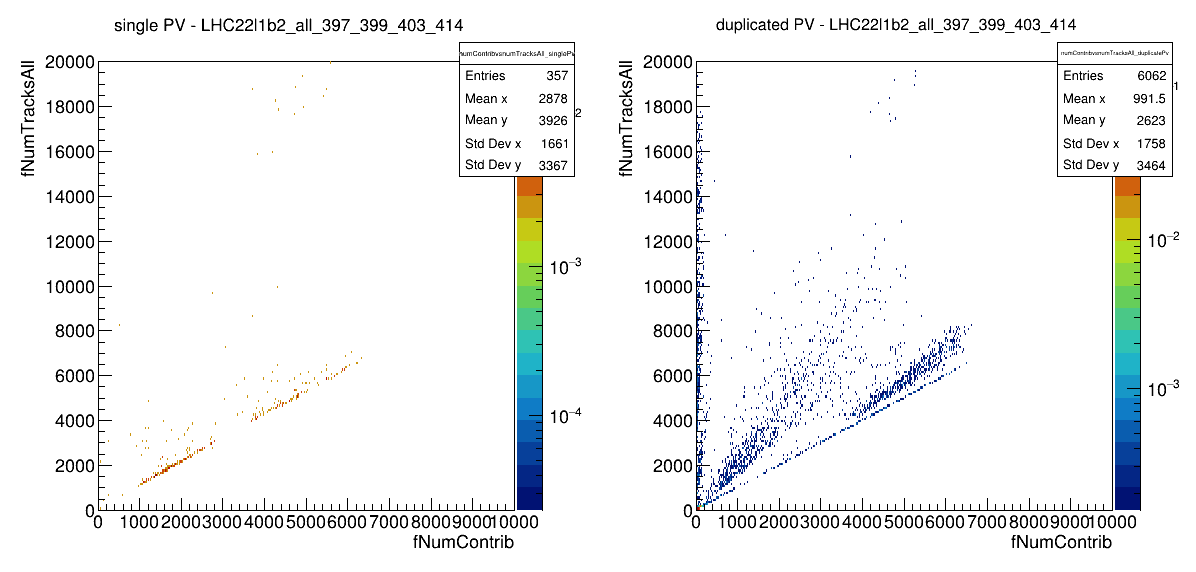 single PV - LHC22l1b2_all_397_399_403_414
numContribvsnumTracksAll_singlePv
Entries 357
Mean x 2878
Mean y 3926
Std Dev x 1661
Std Dev y 3367
fNumTracksAll
20000
18000
16000
14000
12000
10000
8000
6000
4000
2000
0
0 1000 2000 3000 4000 5000 6000 7000 8000 9000 10000
fNumContrib
2
10−3
10−4
duplicated PV - LHC22l1b2_all_397_399_403_414
numContribvsnumTracksAll_duplicatePv
Entries 6062
Mean x 991.5
Mean y 2623
Std Dev x 1758
Std Dev y 3464
fNumTracksAll
20000
18000
16000
14000
12000
10000
8000
6000
4000
2000
0
0 1000 2000 3000 4000 5000 6000 7000 8000 9000 10000
fNumContrib
1
10−2
10−3